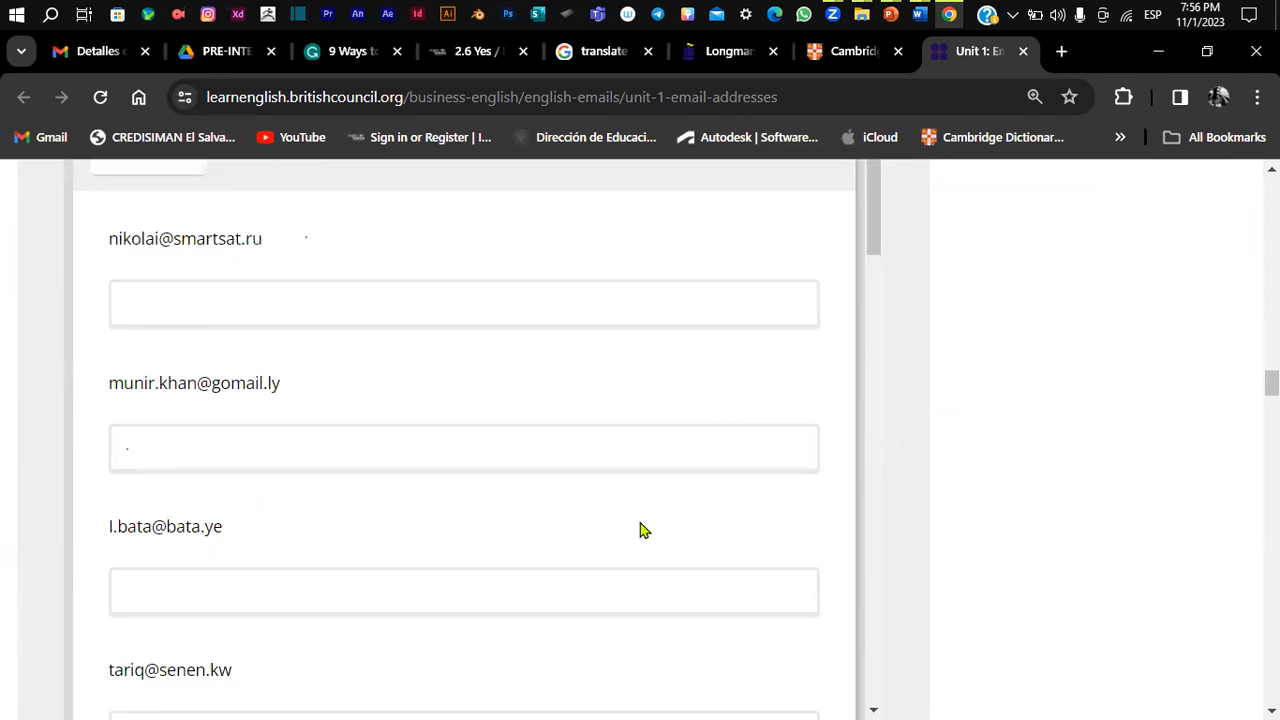 7:56 PM
ESP
11/1/2023
Detalles
PRE-INTE
9 Ways to
2.6 Yes /
translate
Longma
Cambrid
Unit 1: E
learnenglish.britishcouncil.org/business-english/english-emails/unit-1-email-addresses
Gmail
CREDISIMAN El Salva...
YouTube
Sign in or Register | I...
Dirección de Educaci...
Autodesk | Software...
iCloud
Cambridge Dictionar...
All Bookmarks
nikolai@smartsat.ru
munir.khan@gomail.ly
l.bata@bata.ye
tariq@senen.kw